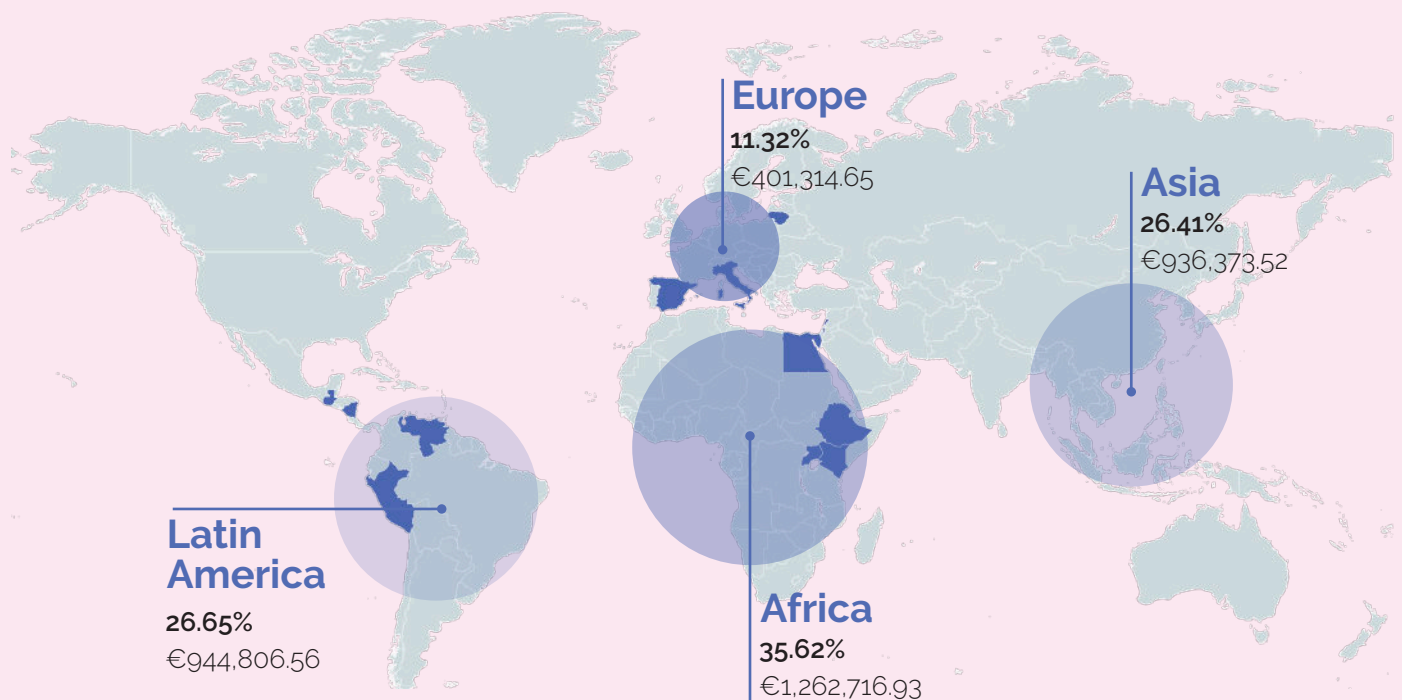 Europe
11.32%
€401,314.65
Asia
26.41%
€936,373.52
Latin
America
26.65%
€944,806.56
Africa
35.62%
€1,262,716.93